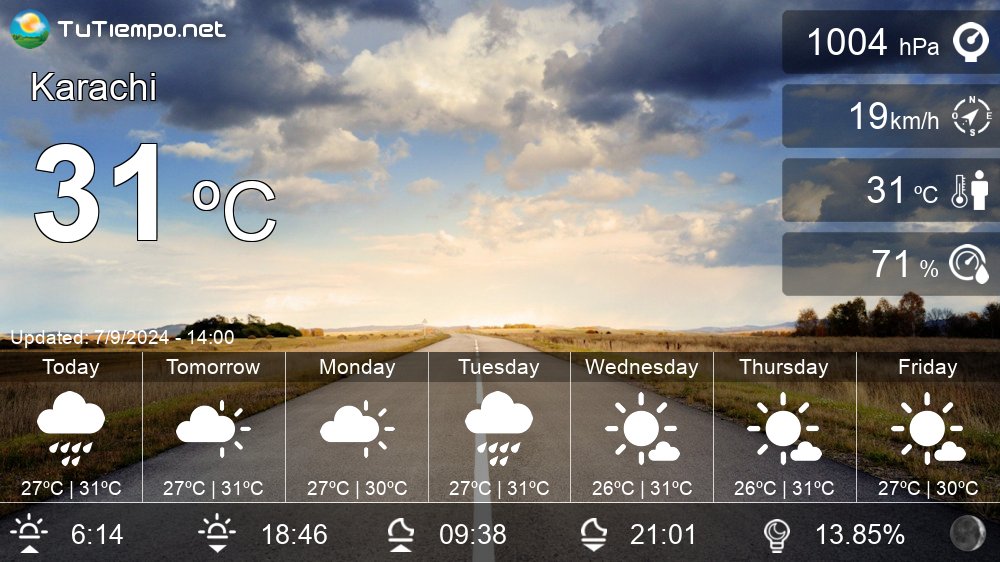 TuTiempo.net
Karachi
31 ºC
1004 hPa
19km/h
N
O E
S
31 ºC
71 %
Updated: 7/9/2024 - 14:00
Today Tomorrow Monday Tuesday Wednesday Thursday Friday
27ºC | 31ºC 27ºC | 31ºC 27ºC | 30ºC 27ºC | 31ºC 26ºC | 31ºC 26ºC | 31ºC 27ºC | 30ºC
6:14 18:46 09:38 21:01 13.85%